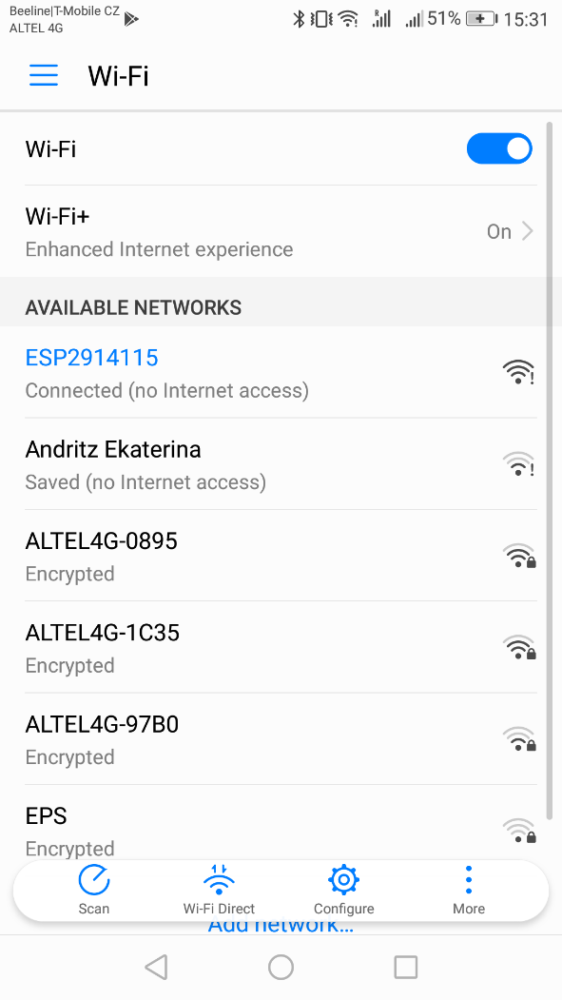 Beeline|T-Mobile CZ
ALTEL 4G
R
51%
15:31
Wi-Fi
Wi-Fi
Wi-Fi+
On
Enhanced Internet experience
AVAILABLE NETWORKS
ESP2914115
Connected (no Internet access)
Andritz Ekaterina
Saved (no Internet access)
ALTEL4G-0895
Encrypted
ALTEL4G-1C35
Encrypted
ALTEL4G-97B0
Encrypted
EPS
Encrypted
Scan
Wi-Fi Direct
Configure
More
Add network...